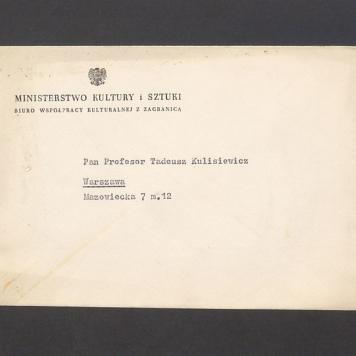 MINISTERSTWO KULTURY i SZTUKI
BIURO WSPÓŁPRACY KULTURALNEJ Z ZAGRANICĄ
Pan Profesor Tadeusz Kulisiewicz
Warszawa
Mazowiecka 7 m.12